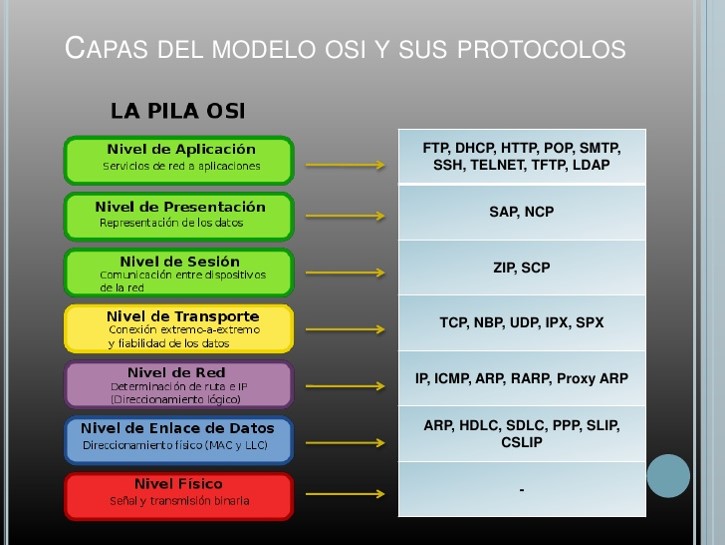 CAPAS DEL MODELO OSI Y SUS PROTOCOLOS
LA PILA OSI
Nivel de Aplicación
Servicios de red a aplicaciones
FTP, DHCP, HTTP, POP, SMTP,
SSH, TELNET, TFTP, LDAP
Nivel de Presentación
Representación de los datos
SAP, NCP
Nivel de Sesión
Comunicación entre dispositivos
de la red
ZIP, SCP
Nivel de Transporte
Conexión extremo-a-extremo
y fiabilidad de los datos
TCP, NBP, UDP, IPX, SPX
Nivel de Red
Determinación de ruta e IP
(Direccionamiento lógico)
IP, ICMP, ARP, RARP, Proxy ARP
Nivel de Enlace de Datos
Direccionamiento físico (MAC y LLC)
ARP, HDLC, SDLC, PPP, SLIP,
CSLIP
Nivel Físico
Señal y transmisión binaria
-